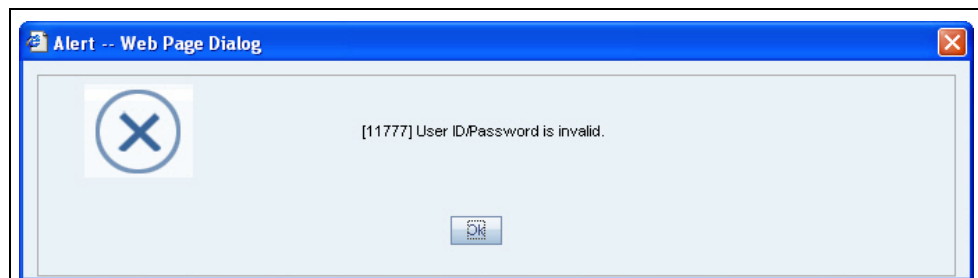 Alert -- Web Page Dialog
[11777] User ID/Password is invalid.
Ok